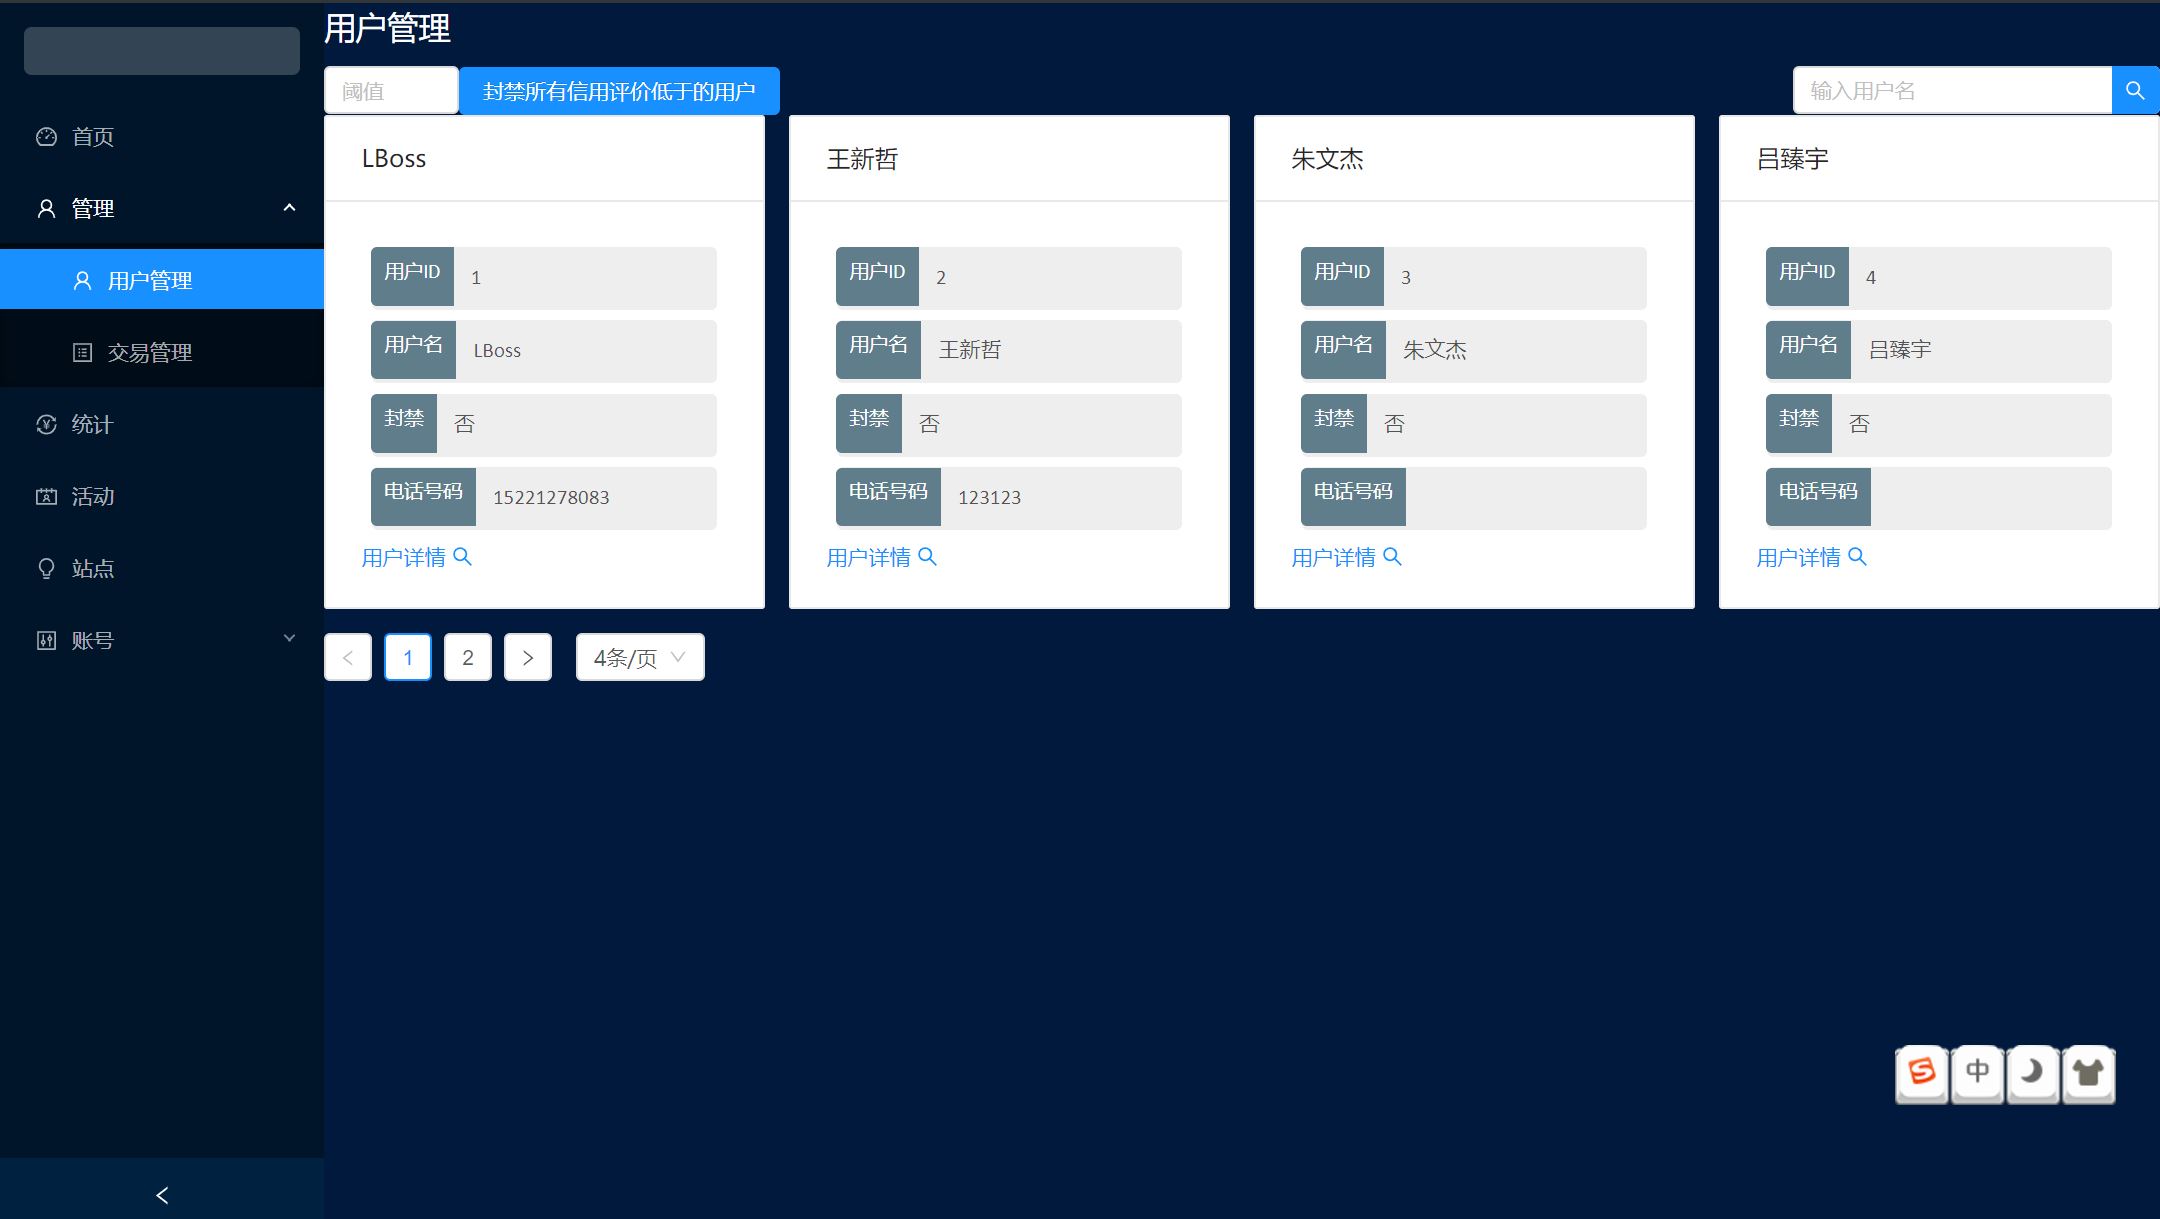 用户管理
阈值
封禁所有信用评价低于的用户
输入用户名
首页
管理
用户管理
交易管理
统计
活动
站点
账号
LBoss
用户ID 1
用户名 LBoss
封禁 否
电话号码 15221278083
用户详情
王新哲
用户ID 2
用户名 王新哲
封禁 否
电话号码 123123
用户详情
朱文杰
用户ID 3
用户名 朱文杰
封禁 否
电话号码
用户详情
吕臻宇
用户ID 4
用户名 吕臻宇
封禁 否
电话号码
用户详情
1 2 4条/页
S 中